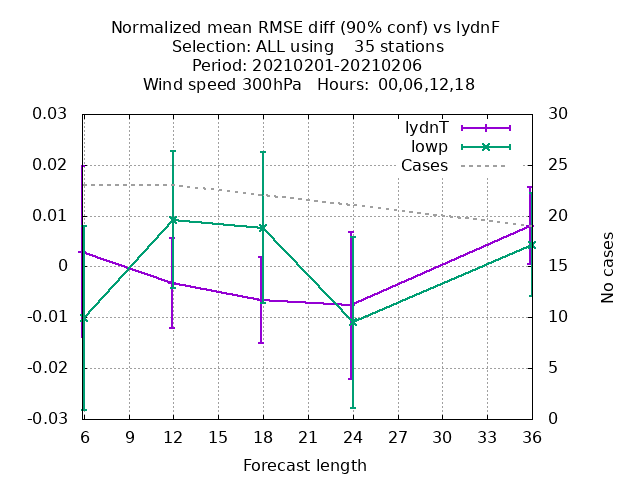 Normalized mean RMSE diff (90% conf) vs lydnF
Selection: ALL using    35 stations
Period: 20210201-20210206
Wind speed 300hPa   Hours:  00,06,12,18
0.03
0.02
0.01
0
-0.01
-0.02
-0.03
lydnT
lowp
Cases
30
25
20
15
10
5
0
No cases
6 9 12 15 18 21 24 27 30 33 36
Forecast length